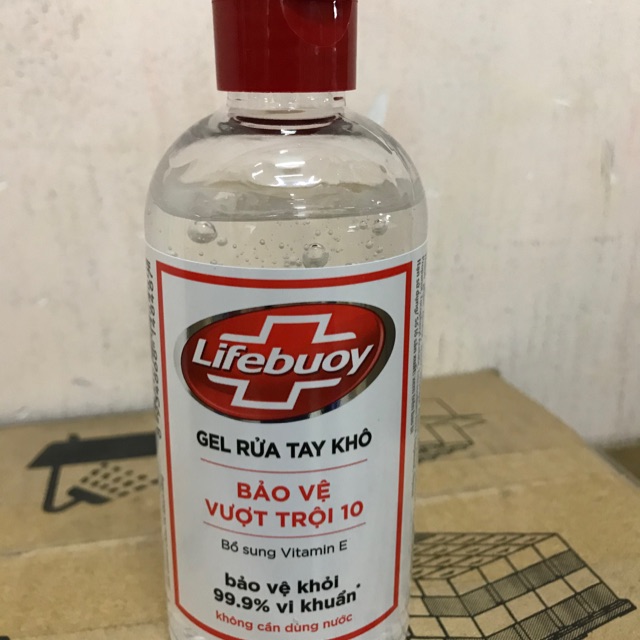 Lifebuoy
GEL RỬA TAY KHÔ
BẢO VỆ
VƯỢT TRỘI 10
Bổ sung Vitamin E
bảo vệ khỏi
99.9% vi khuẩn*
không cần dùng nước